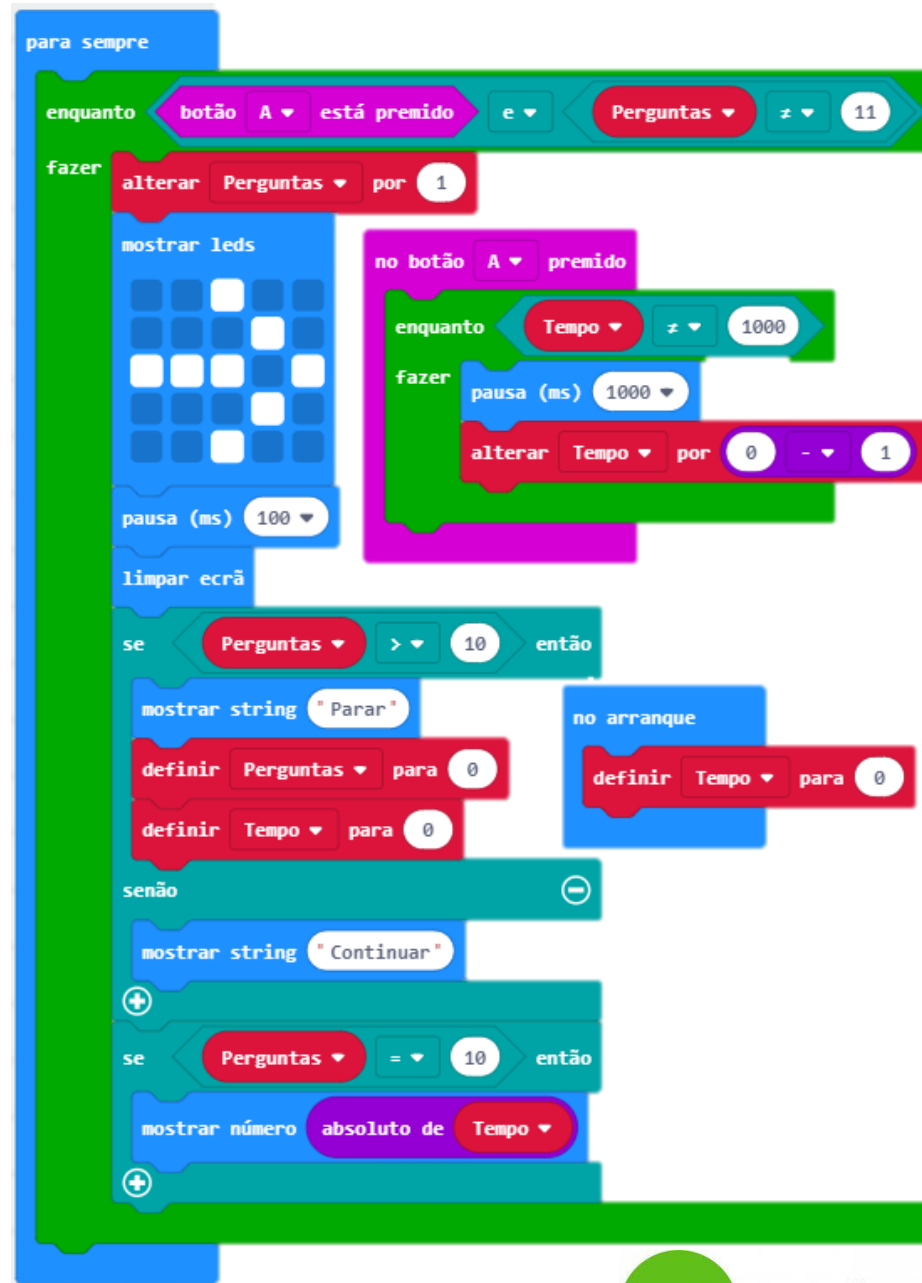 para sempre
enquanto botão A está premido e Perguntas ≠ 11
fazer
alterar Perguntas por 1
mostrar leds
pausa (ms) 100
limpar ecrã
se Perguntas > 10 então
mostrar string "Parar"
definir Perguntas para 0
definir Tempo para 0
senão
mostrar string "Continuar"
se Perguntas = 10 então
mostrar número absoluto de Tempo
no botão A premido
enquanto Tempo ≠ 1000
fazer
pausa (ms) 1000
alterar Tempo por 0 - 1
no arranque
definir Tempo para 0